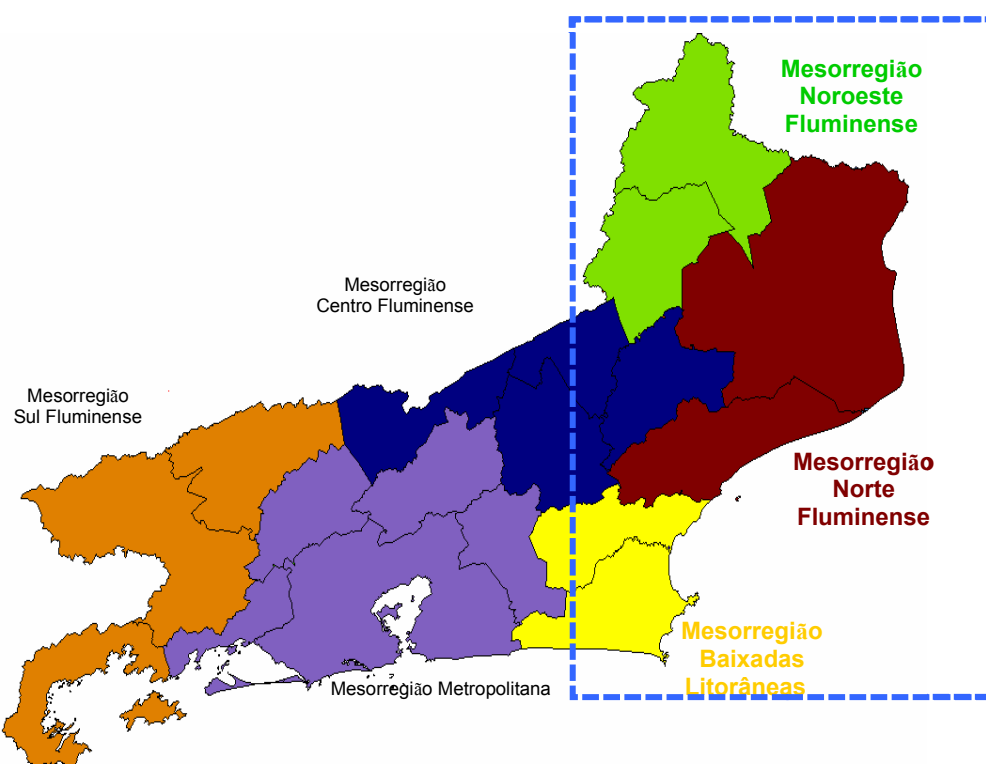 Mesorregião
Noroeste
Fluminense
Mesorregião
Centro Fluminense
Mesorregião
Sul Fluminense
Mesorregião
Norte
Fluminense
Mesorregião
Baixadas
Litorâneas
Mesorregião Metropolitana